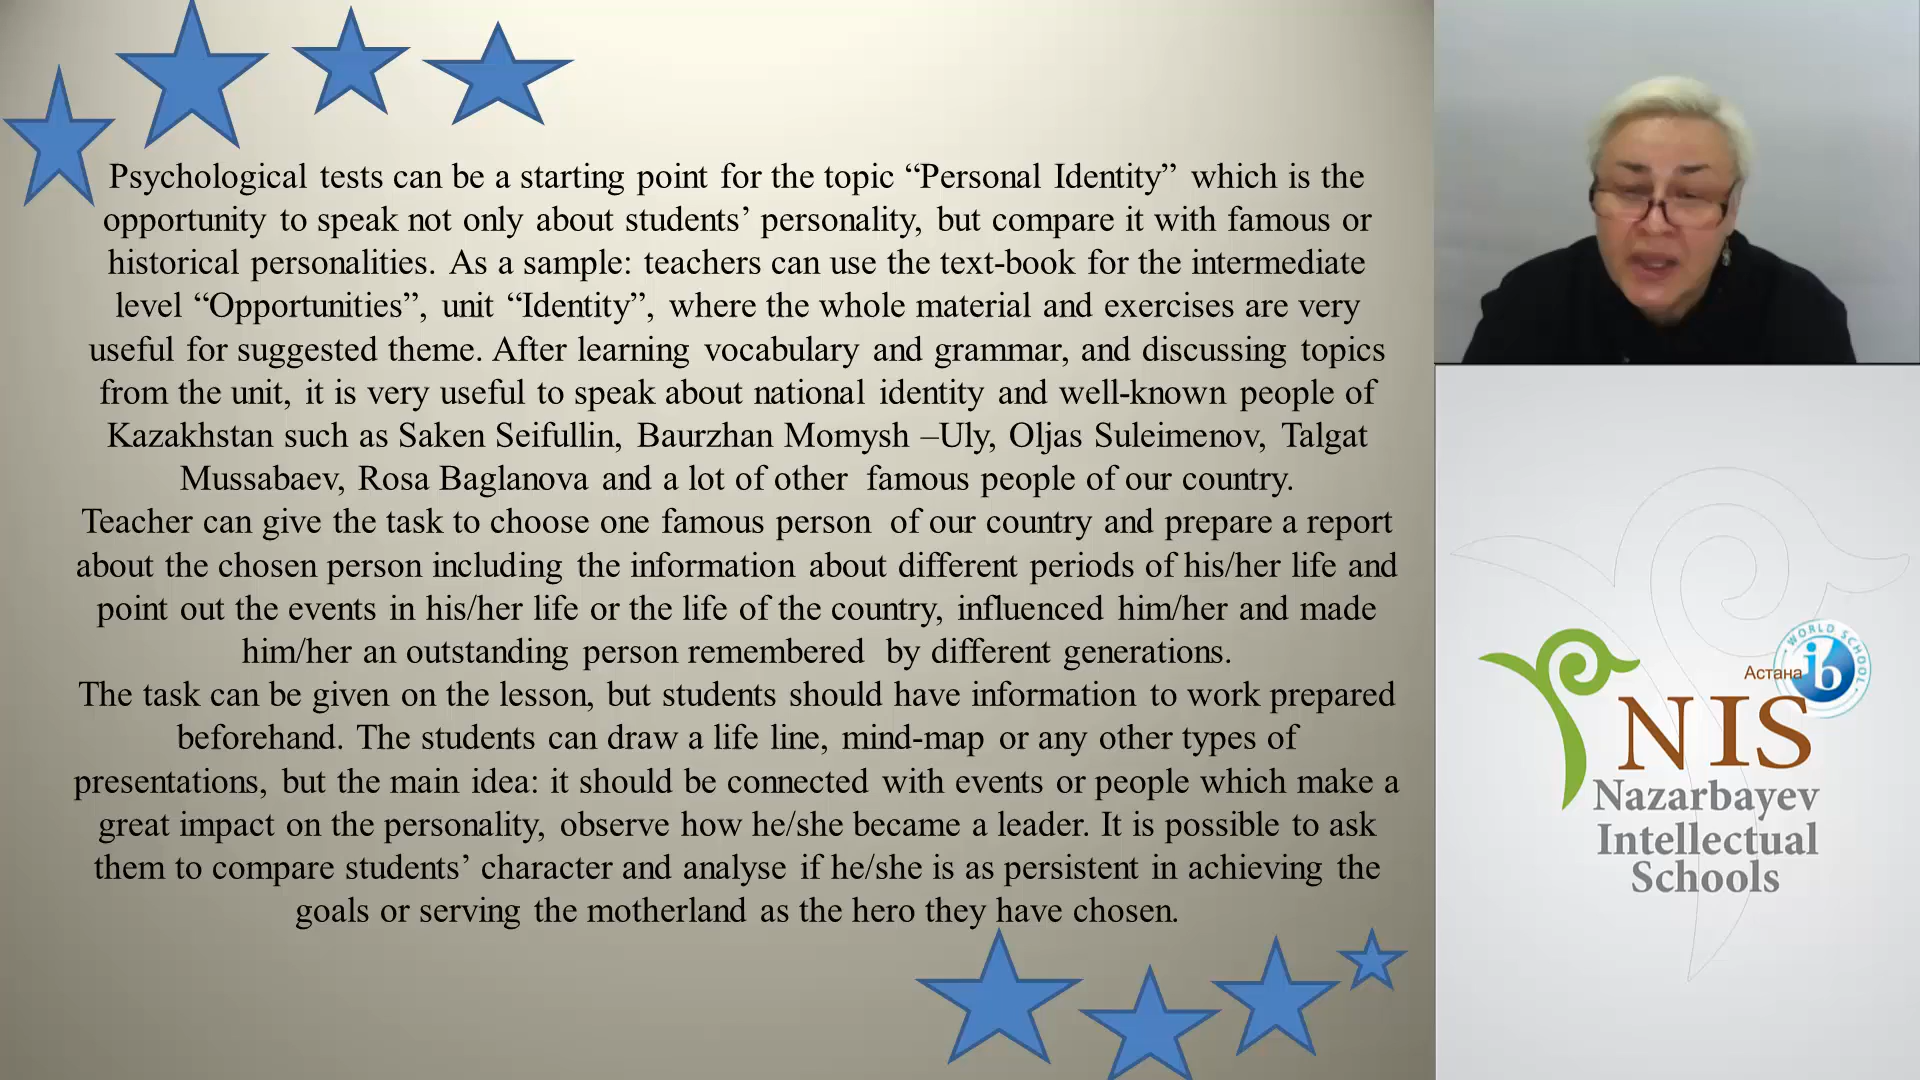 Psychological tests can be a starting point for the topic “Personal Identity” which is the
opportunity to speak not only about students’ personality, but compare it with famous or
historical personalities. As a sample: teachers can use the text-book for the intermediate
level “Opportunities”, unit “Identity”, where the whole material and exercises are very
useful for suggested theme. After learning vocabulary and grammar, and discussing topics
from the unit, it is very useful to speak about national identity and well-known people of
Kazakhstan such as Saken Seifullin, Baurzhan Momysh –Uly, Oljas Suleimenov, Talgat
Mussabaev, Rosa Baglanova and a lot of other famous people of our country.
Teacher can give the task to choose one famous person of our country and prepare a report
about the chosen person including the information about different periods of his/her life and
point out the events in his/her life or the life of the country, influenced him/her and made
him/her an outstanding person remembered by different generations.
The task can be given on the lesson, but students should have information to work prepared
beforehand. The students can draw a life line, mind-map or any other types of
presentations, but the main idea: it should be connected with events or people which make a
great impact on the personality, observe how he/she became a leader. It is possible to ask
them to compare students’ character and analyse if he/she is as persistent in achieving the
goals or serving the motherland as the hero they have chosen.
WORLD SCHOOL
ib
Астана
NIS
Nazarbayev
Intellectual
Schools